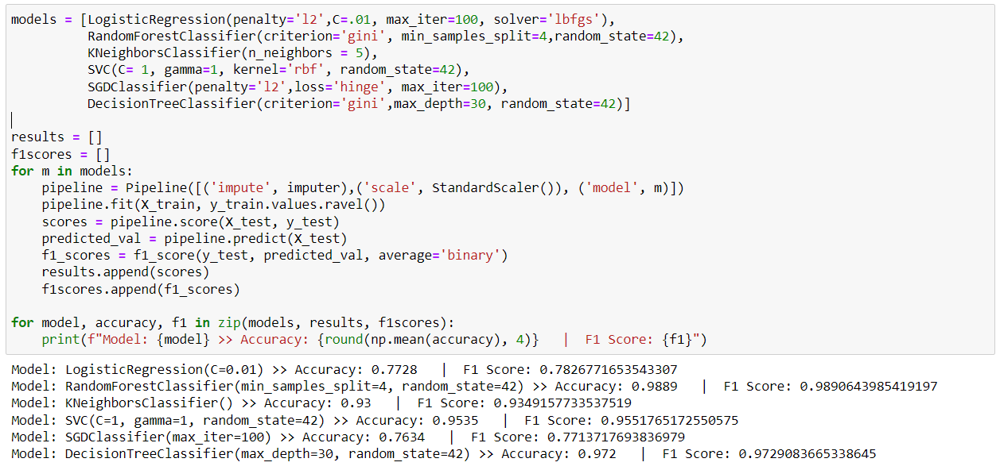 models = [LogisticRegression(penalty='l2',C=.01, max_iter=100, solver='lbfgs'),
          RandomForestClassifier(criterion='gini', min_samples_split=4,random_state=42),
          KNeighborsClassifier(n_neighbors = 5),
          SVC(C= 1, gamma=1, kernel='rbf', random_state=42),
          SGDClassifier(penalty='l2',loss='hinge', max_iter=100),
          DecisionTreeClassifier(criterion='gini',max_depth=30, random_state=42)]
results = []
f1scores = []
for m in models:
    pipeline = Pipeline([('impute', imputer),('scale', StandardScaler()), ('model', m)])
    pipeline.fit(X_train, y_train.values.ravel())
    scores = pipeline.score(X_test, y_test)
    predicted_val = pipeline.predict(X_test)
    f1_scores = f1_score(y_test, predicted_val, average='binary')
    results.append(scores)
    f1scores.append(f1_scores)
for model, accuracy, f1 in zip(models, results, f1scores):
    print(f"Model: {model} >> Accuracy: {round(np.mean(accuracy), 4)}   |  F1 Score: {f1}")
Model: LogisticRegression(C=0.01) >> Accuracy: 0.7728   |  F1 Score: 0.7826771653543307
Model: RandomForestClassifier(min_samples_split=4, random_state=42) >> Accuracy: 0.9889   |  F1 Score: 0.9890643985419197
Model: KNeighborsClassifier() >> Accuracy: 0.93   |  F1 Score: 0.9349157733537519
Model: SVC(C=1, gamma=1, random_state=42) >> Accuracy: 0.9535   |  F1 Score: 0.9551765172550575
Model: SGDClassifier(max_iter=100) >> Accuracy: 0.7634   |  F1 Score: 0.7713717693836979
Model: DecisionTreeClassifier(max_depth=30, random_state=42) >> Accuracy: 0.972   |  F1 Score: 0.9729083665338645